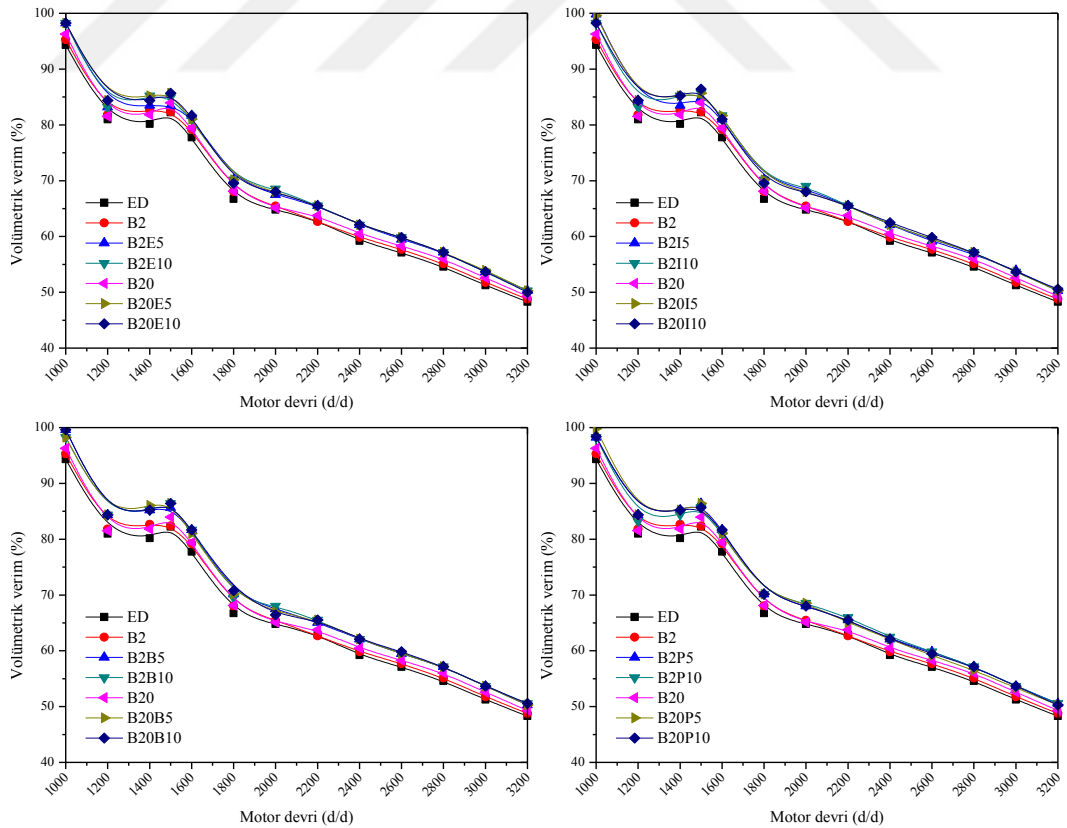 100
90
80
70
60
50
40
Volümetrik verim (%)
ED
B2
B2E5
B2E10
B20
B20E5
B20E10
1000
1200
1400
1600
1800
2000
2200
2400
2600
2800
3000
3200
Motor devri (d/d)
100
90
80
70
60
50
40
Volümetrik verim (%)
ED
B2
B2I5
B2I10
B20
B20I5
B20I10
1000
1200
1400
1600
1800
2000
2200
2400
2600
2800
3000
3200
Motor devri (d/d)
100
90
80
70
60
50
40
Volümetrik verim (%)
ED
B2
B2B5
B2B10
B20
B20B5
B20B10
1000
1200
1400
1600
1800
2000
2200
2400
2600
2800
3000
3200
Motor devri (d/d)
100
90
80
70
60
50
40
Volümetrik verim (%)
ED
B2
B2P5
B2P10
B20
B20P5
B20P10
1000
1200
1400
1600
1800
2000
2200
2400
2600
2800
3000
3200
Motor devri (d/d)